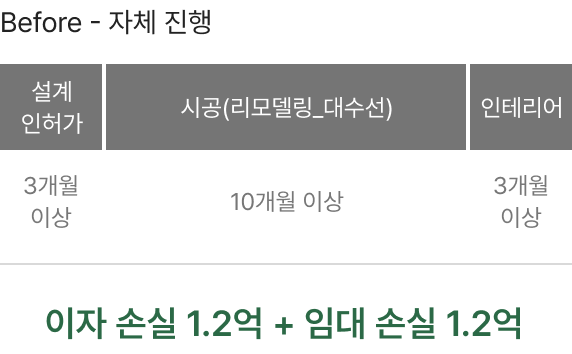 Before - 자체 진행
설계
인허가
시공(리모델링_대수선)
인테리어
3개월
이상
10개월 이상
3개월
이상
이자 손실 1.2억 + 임대 손실 1.2억